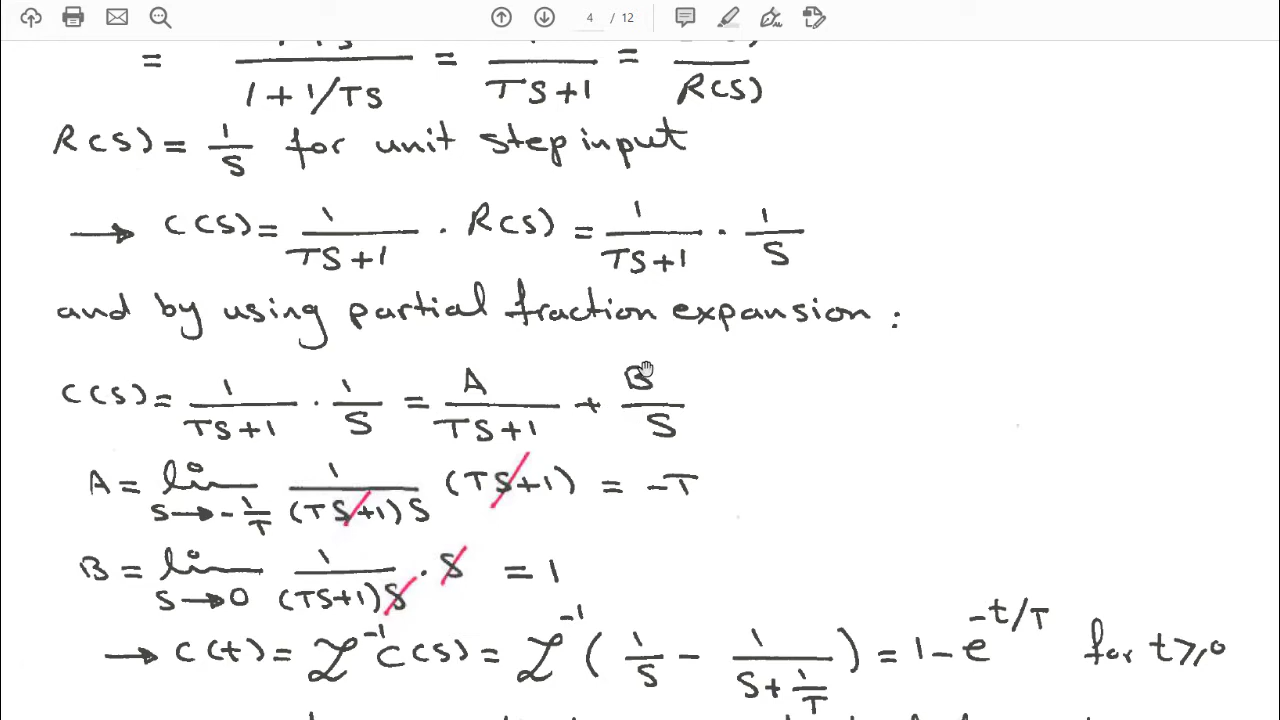 4 / 12
= / 1 + 1/TS = / TS+1 = / R(S)
R(S) = 1/S for unit step input
→ C(S) = 1/TS+1 · R(S) = 1/TS+1 · 1/S
and by using partial fraction expansion :
C(S) = 1/TS+1 · 1/S = A/TS+1 + B/S
A = lim S→-1/T 1/(TS+1)S (TS+1) = -T
B = lim S→0 1/(TS+1)S · S = 1
→ C(t) = ℒ⁻¹ C(S) = ℒ⁻¹ ( 1/S - 1/S+1/T ) = 1 - e^-t/T for t≥0